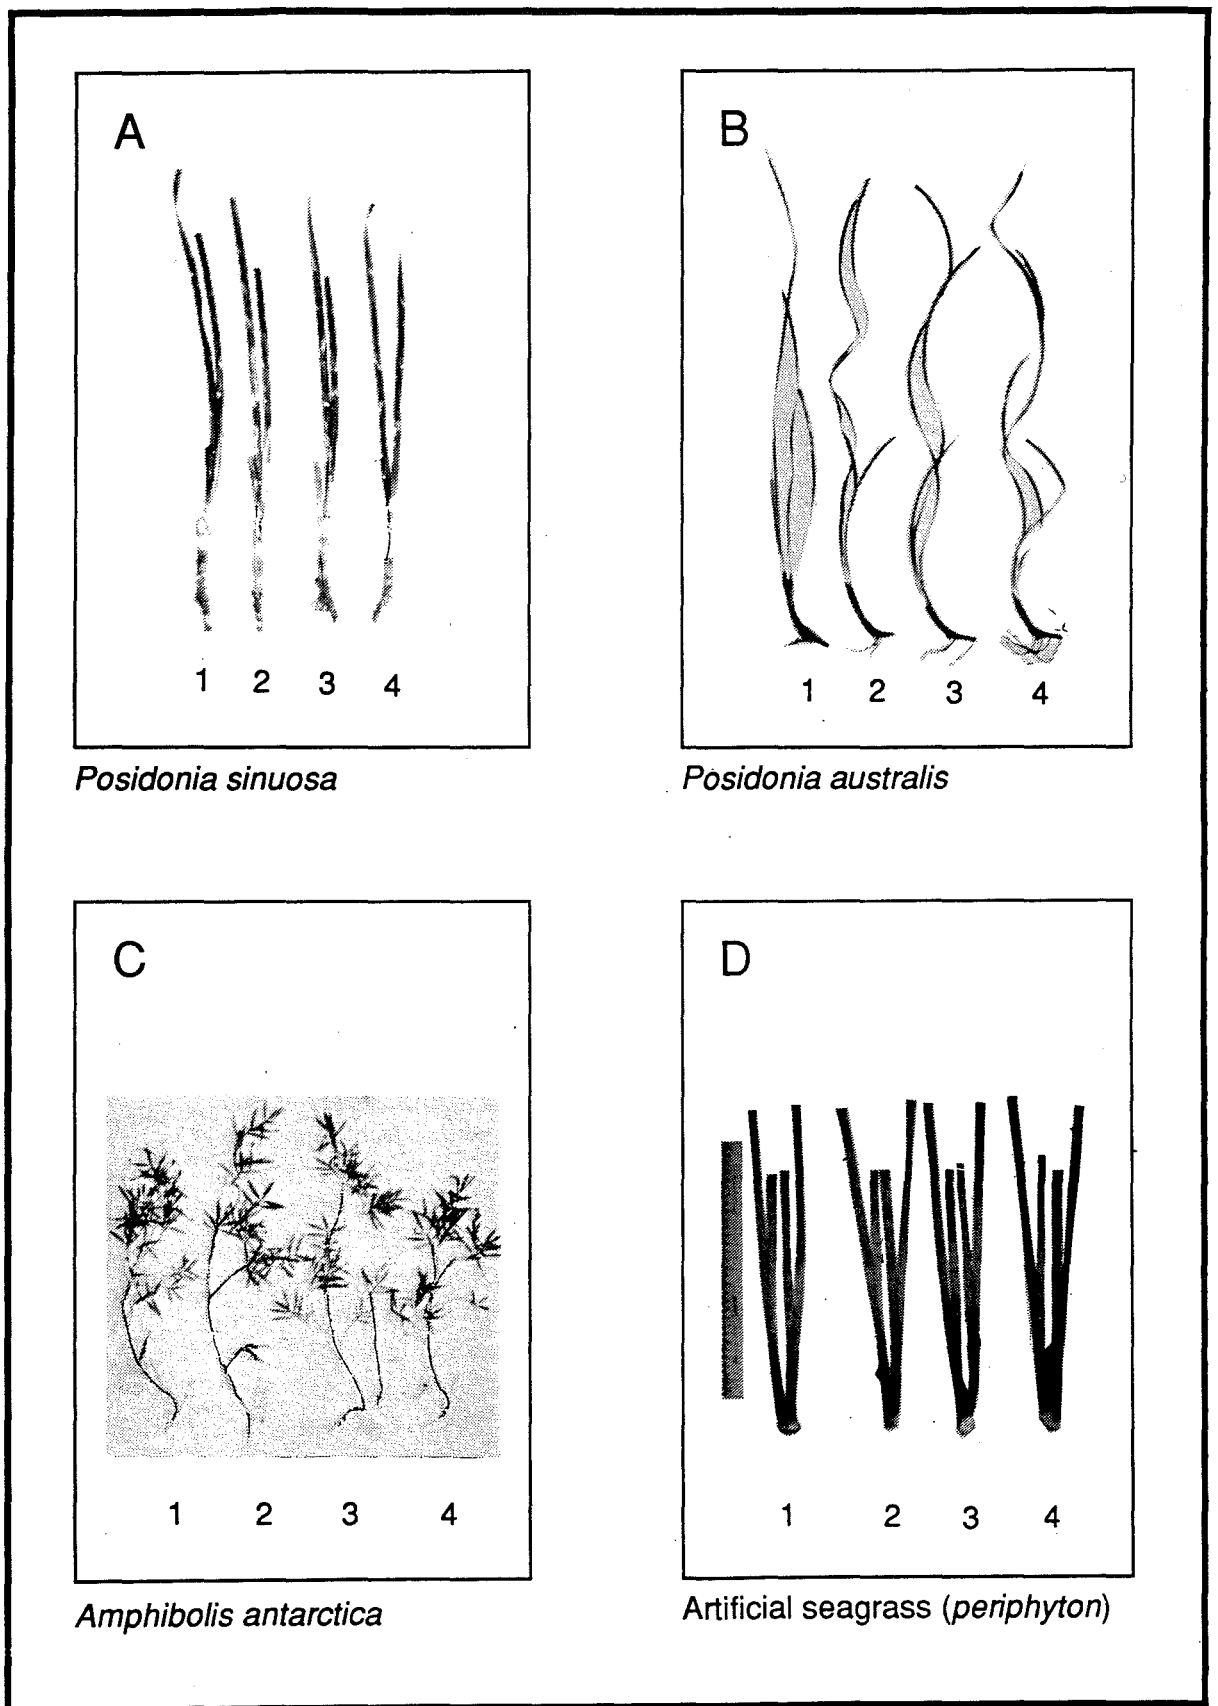 A
1 2 3 4
Posidonia sinuosa
B
1 2 3 4
Posidonia australis
C
1 2 3 4
Amphibolis antarctica
D
1 2 3 4
Artificial seagrass (periphyton)